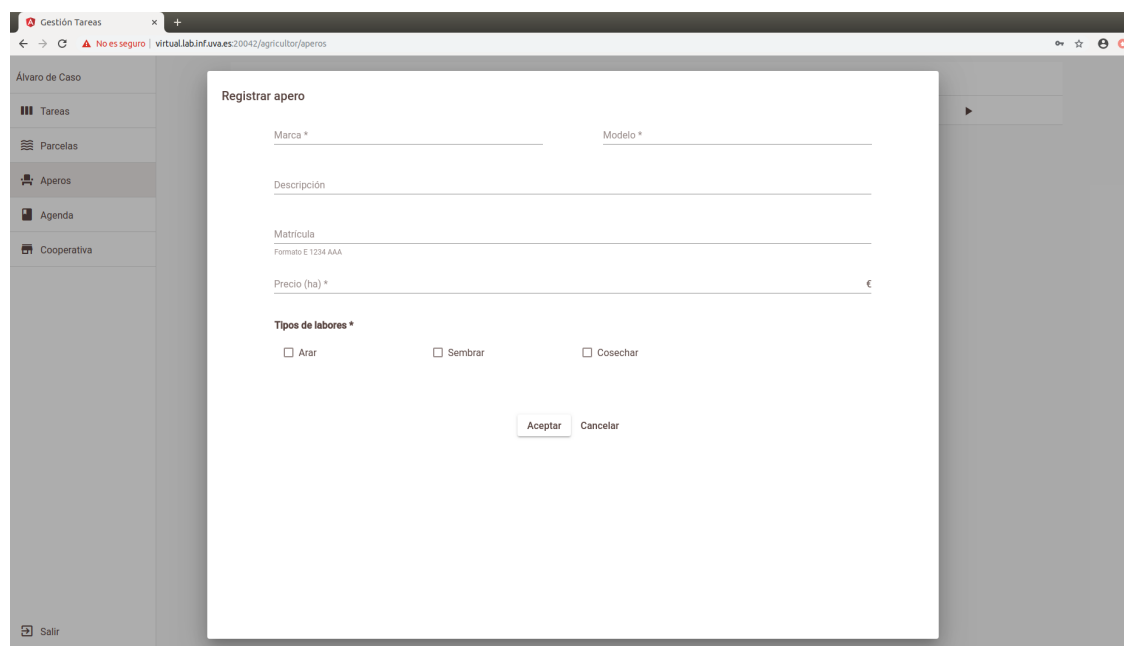 Gestión Tareas
No es seguro | virtual.lab.inf.uva.es:20042/agricultor/aperos
Álvaro de Caso
Tareas
Parcelas
Aperos
Agenda
Cooperativa
Salir
Registrar apero
Marca * Modelo *
Descripción
Matrícula
Formato E 1234 AAA
Precio (ha) * €
Tipos de labores *
Arar Sembrar Cosechar
Aceptar Cancelar